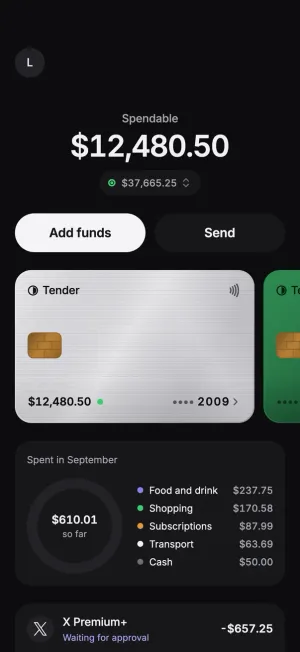 L
Spendable
$12,480.50
$37,665.25
Add funds
Send
Tender
$12,480.50
•••• 2009
••••
Spent in September
$610.01
so far
Food and drink $237.75
Shopping $170.58
Subscriptions $87.99
Transport $63.69
Cash $50.00
X Premium+
Waiting for approval
-$657.25